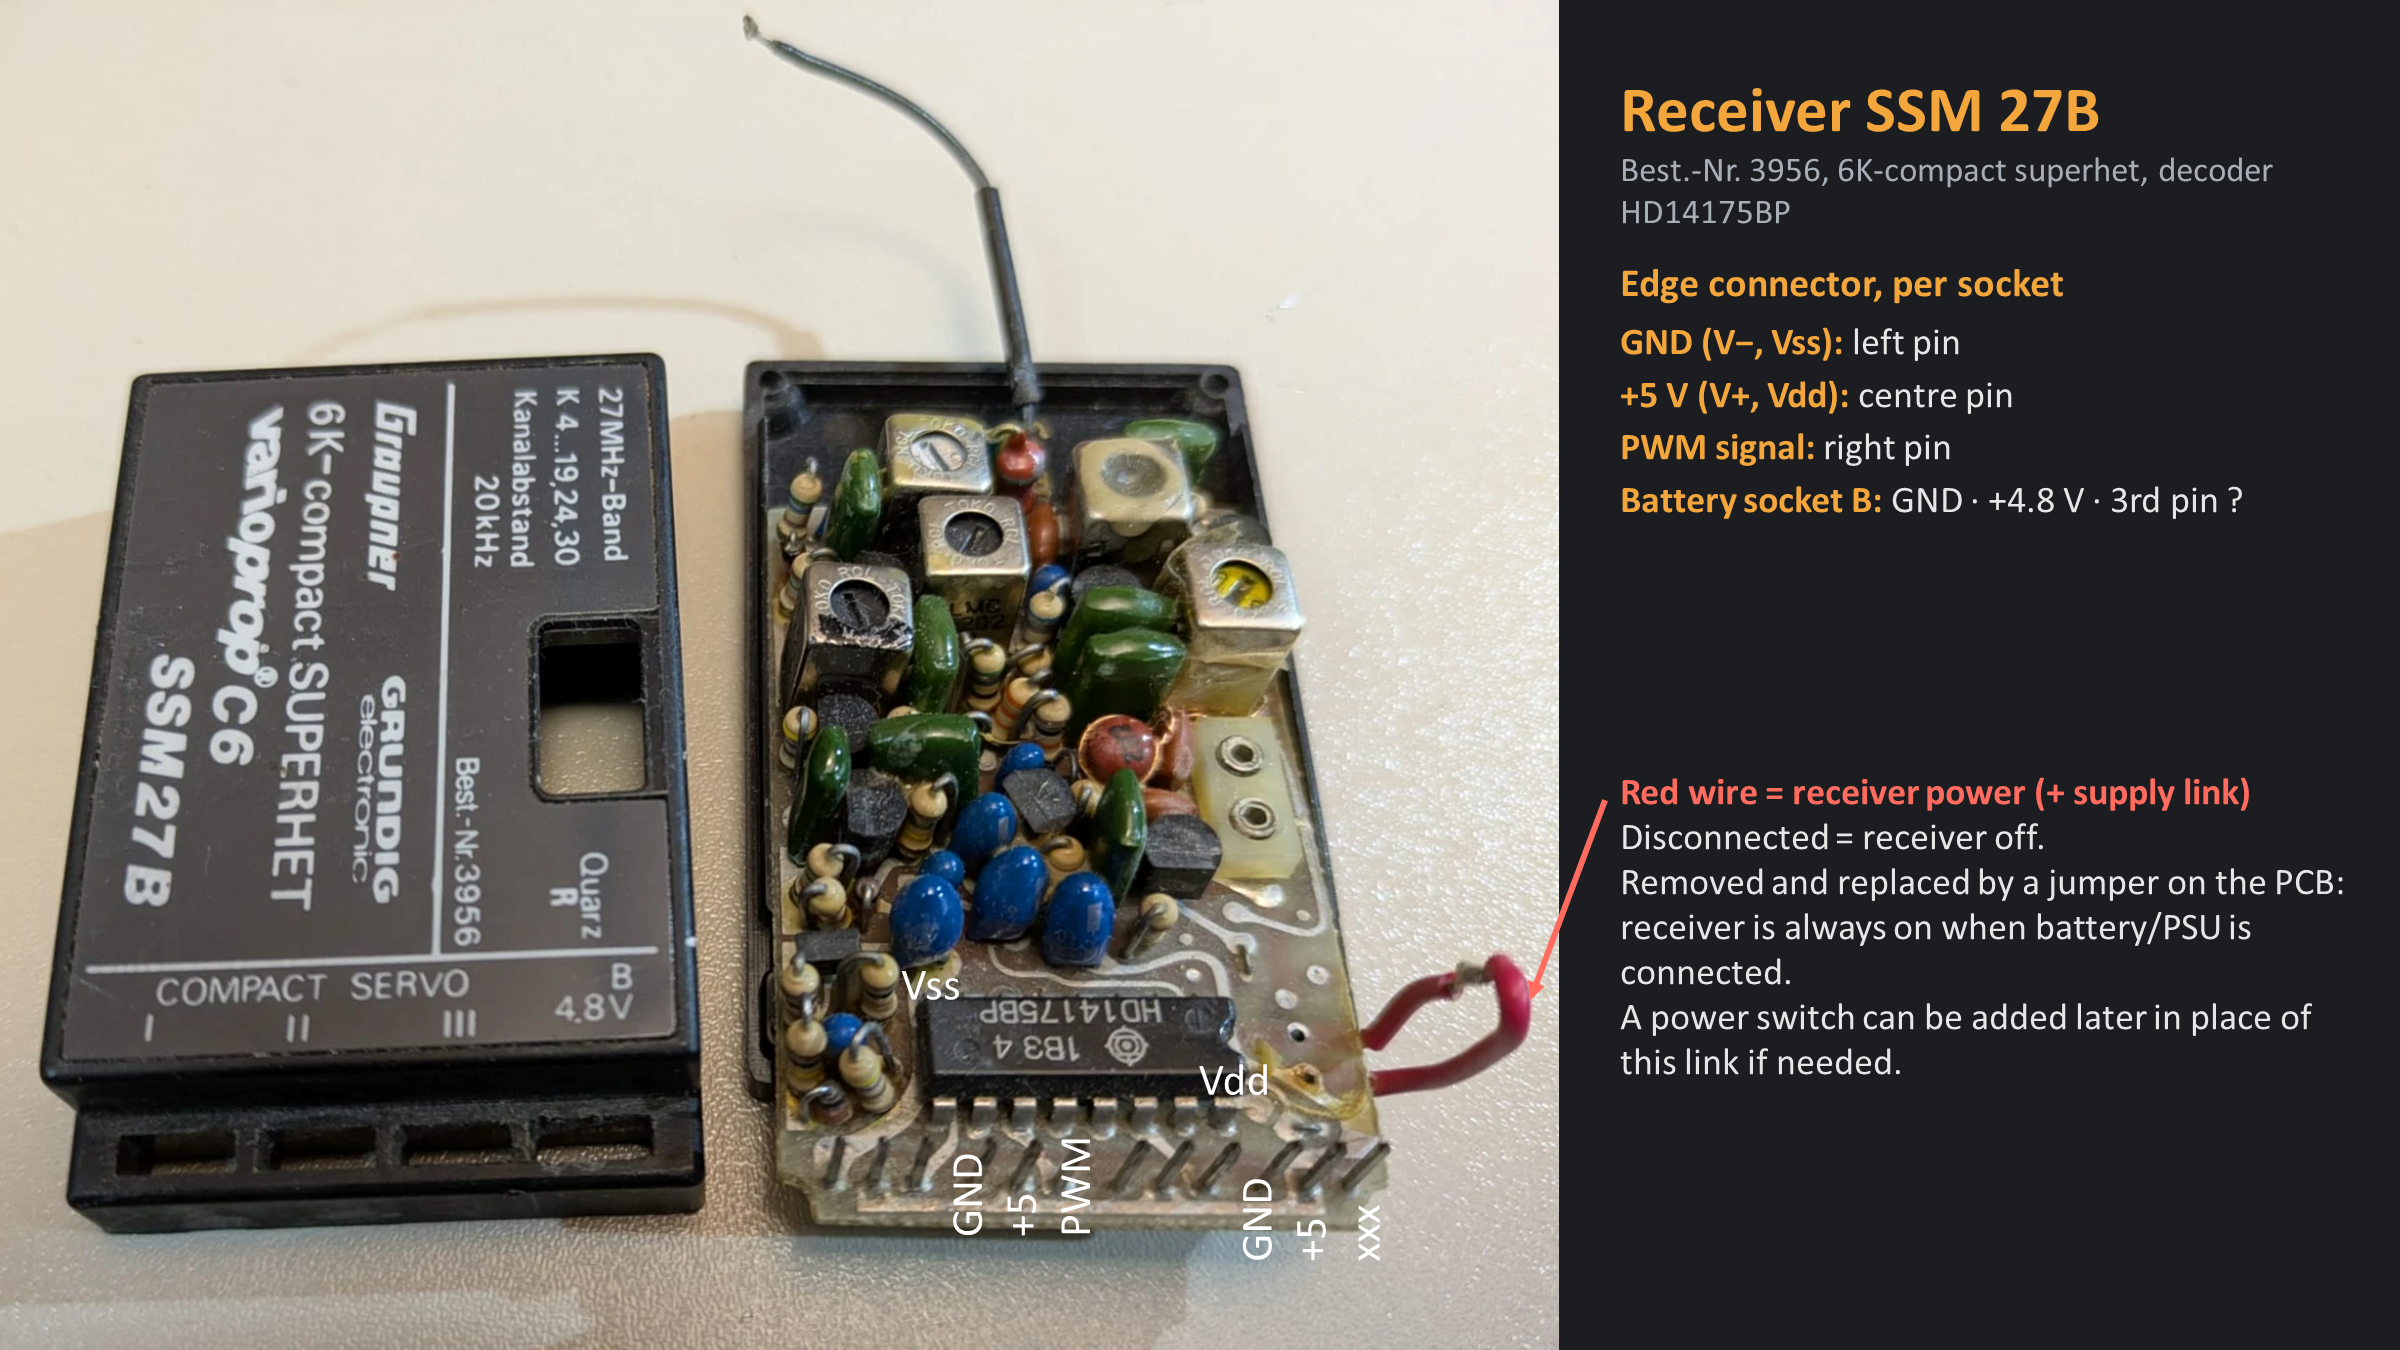 Graupner
GRUNDIG
electronic
6K-compact SUPERHET
varioprop® C6
SSM27B
27MHz-Band
K 4...19,24,30
Kanalabstand
20kHz
Best.-Nr.3956
Quarz
R
COMPACT SERVO
I II III
B
4.8V
HD14175BP
1B3 4
Vss
Vdd
GND
+5
PWM
GND
+5
xxx
Receiver SSM 27B
Best.-Nr. 3956, 6K-compact superhet, decoder
HD14175BP
Edge connector, per socket
GND (V−, Vss): left pin
+5 V (V+, Vdd): centre pin
PWM signal: right pin
Battery socket B: GND · +4.8 V · 3rd pin ?
Red wire = receiver power (+ supply link)
Disconnected = receiver off.
Removed and replaced by a jumper on the PCB:
receiver is always on when battery/PSU is
connected.
A power switch can be added later in place of
this link if needed.